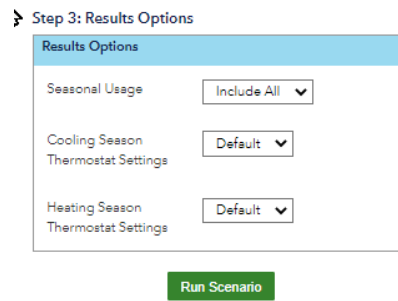 Step 3: Results Options
Results Options
Seasonal Usage
Include All
Cooling Season
Thermostat Settings
Default
Heating Season
Thermostat Settings
Default
Run Scenario